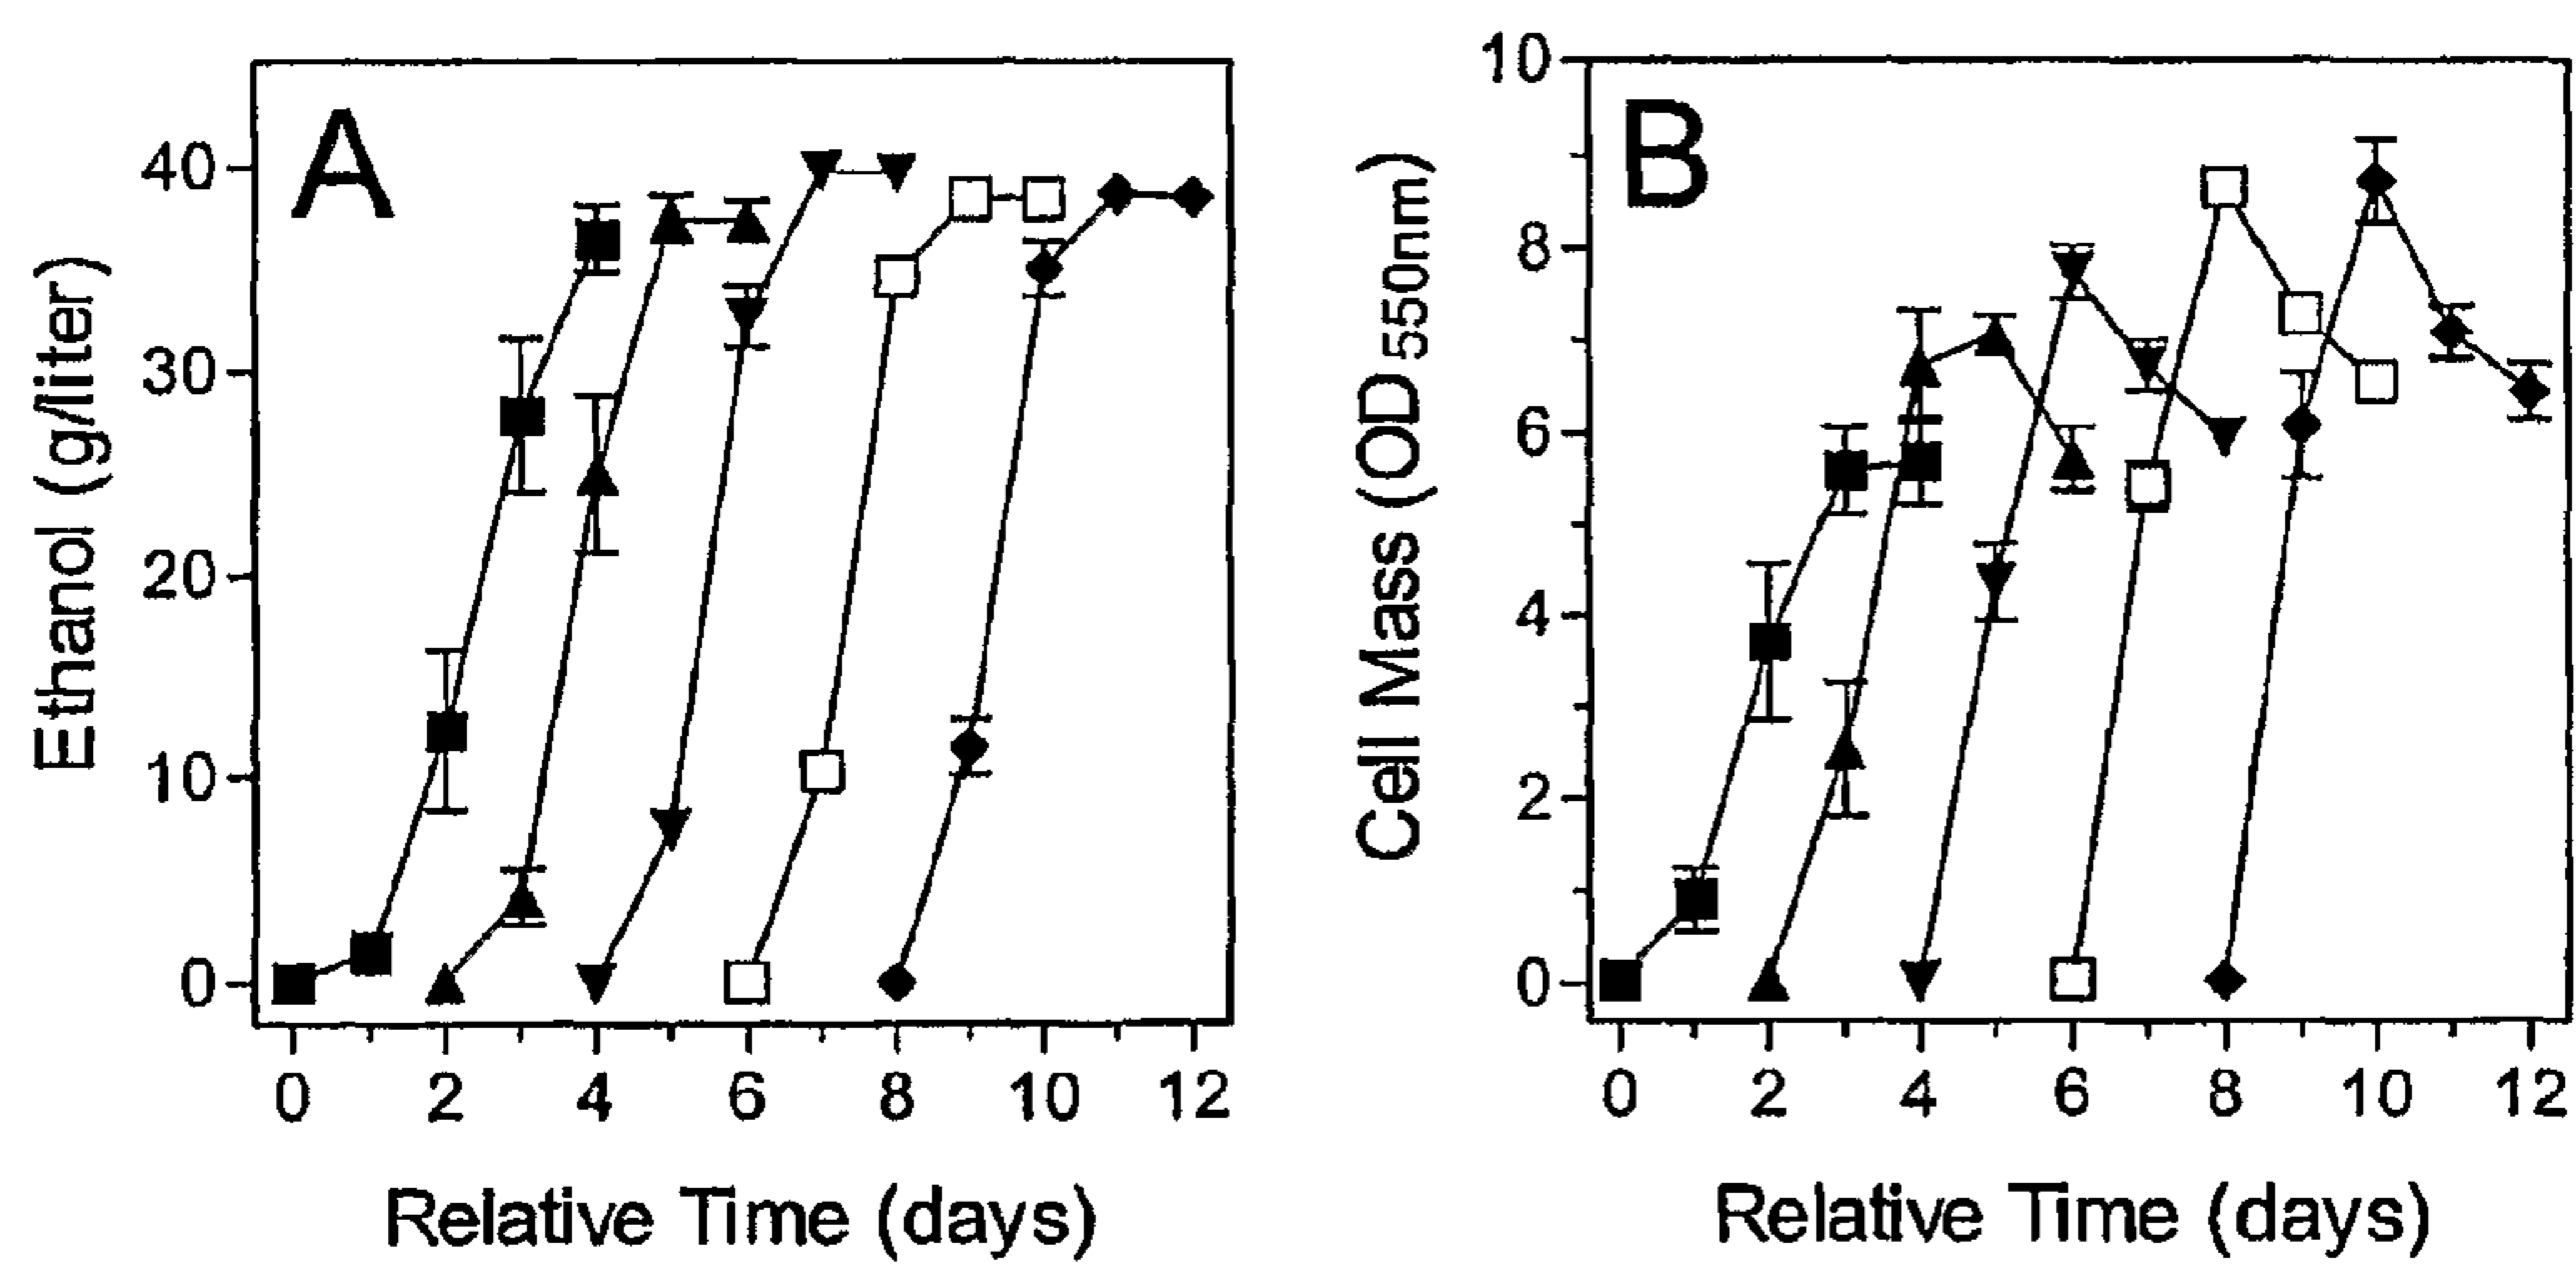 A
Ethanol (g/liter)
40
30
20
10
0
0 2 4 6 8 10 12
Relative Time (days)
B
Cell Mass (OD550nm)
10
8
6
4
2
0
0 2 4 6 8 10 12
Relative Time (days)